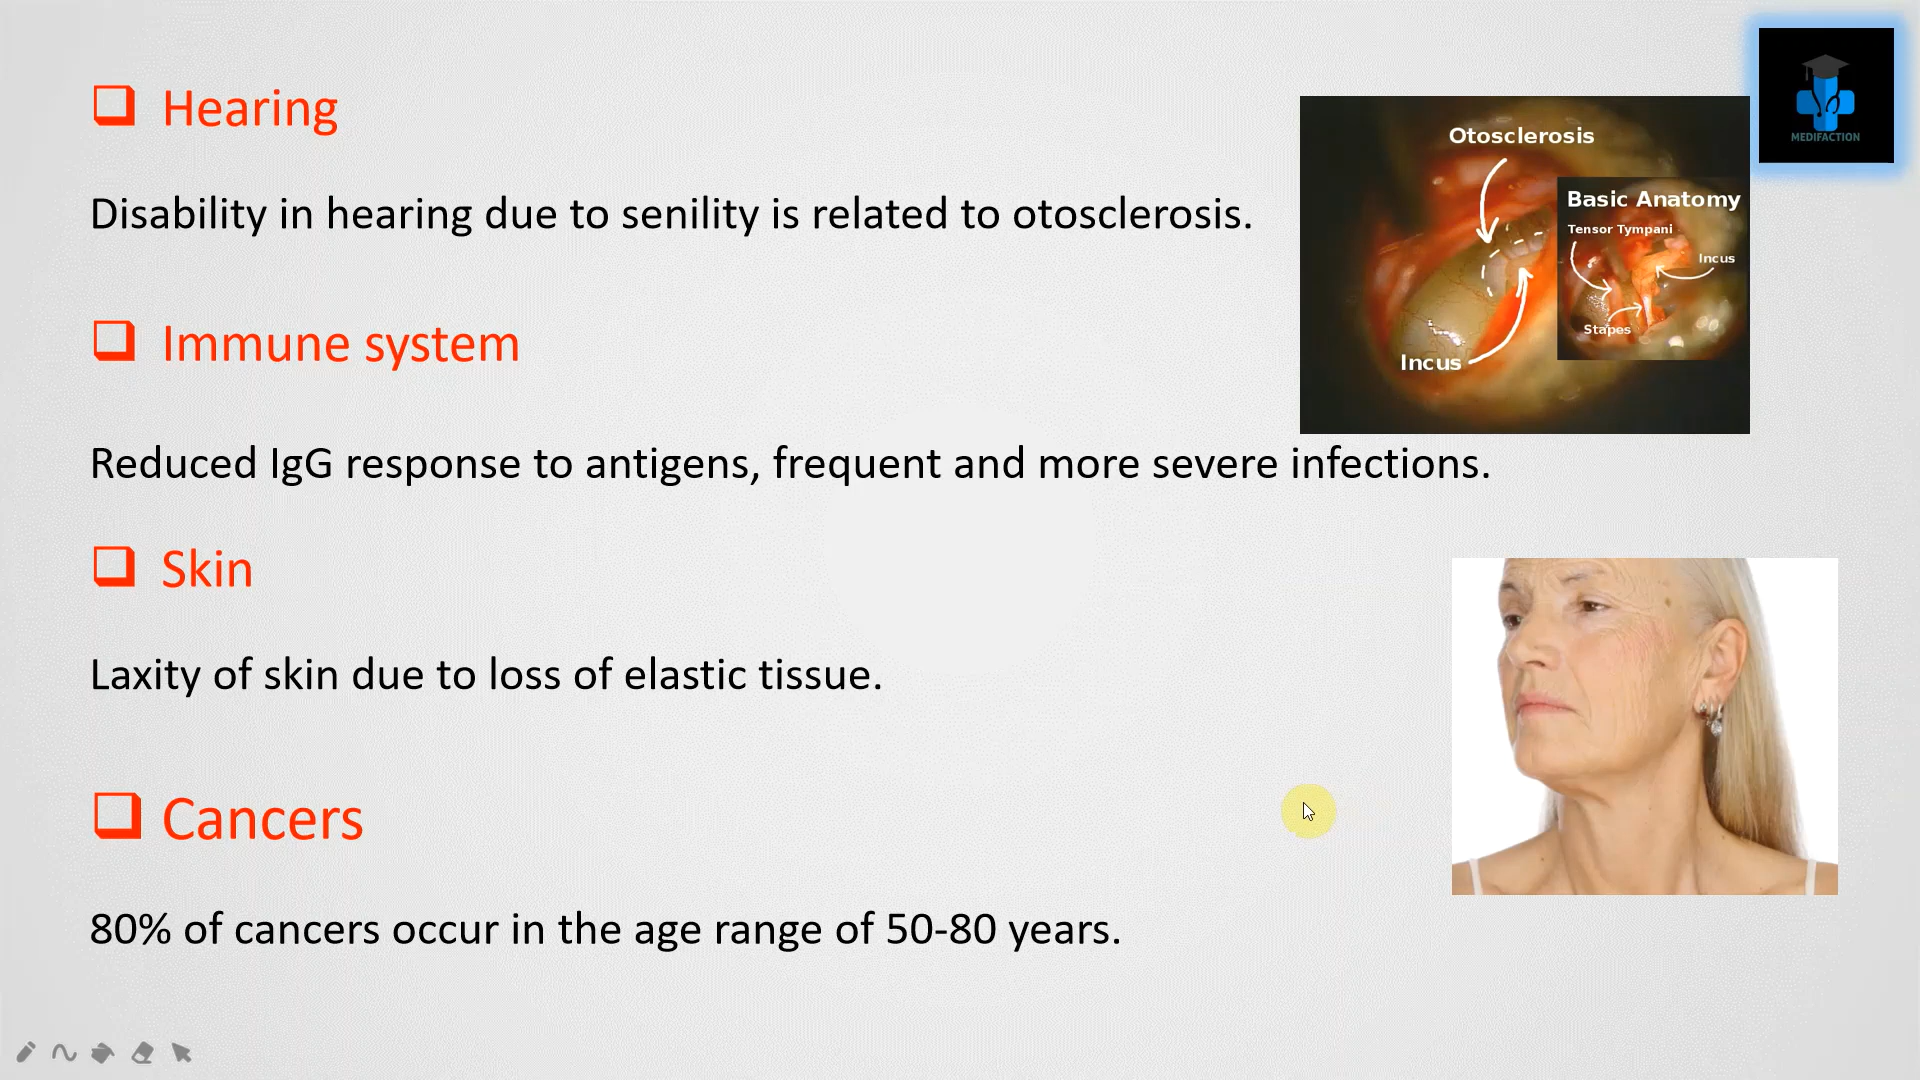 Hearing
Disability in hearing due to senility is related to otosclerosis.
Immune system
Reduced IgG response to antigens, frequent and more severe infections.
Skin
Laxity of skin due to loss of elastic tissue.
Cancers
80% of cancers occur in the age range of 50-80 years.
Otosclerosis
Incus
Basic Anatomy
Tensor Tympani
Incus
Stapes
MEDIFACTION